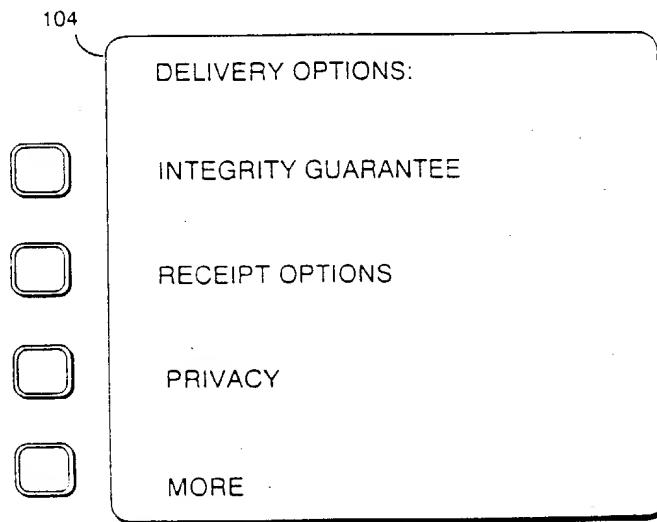 104
DELIVERY OPTIONS:
INTEGRITY GUARANTEE
RECEIPT OPTIONS
PRIVACY
MORE